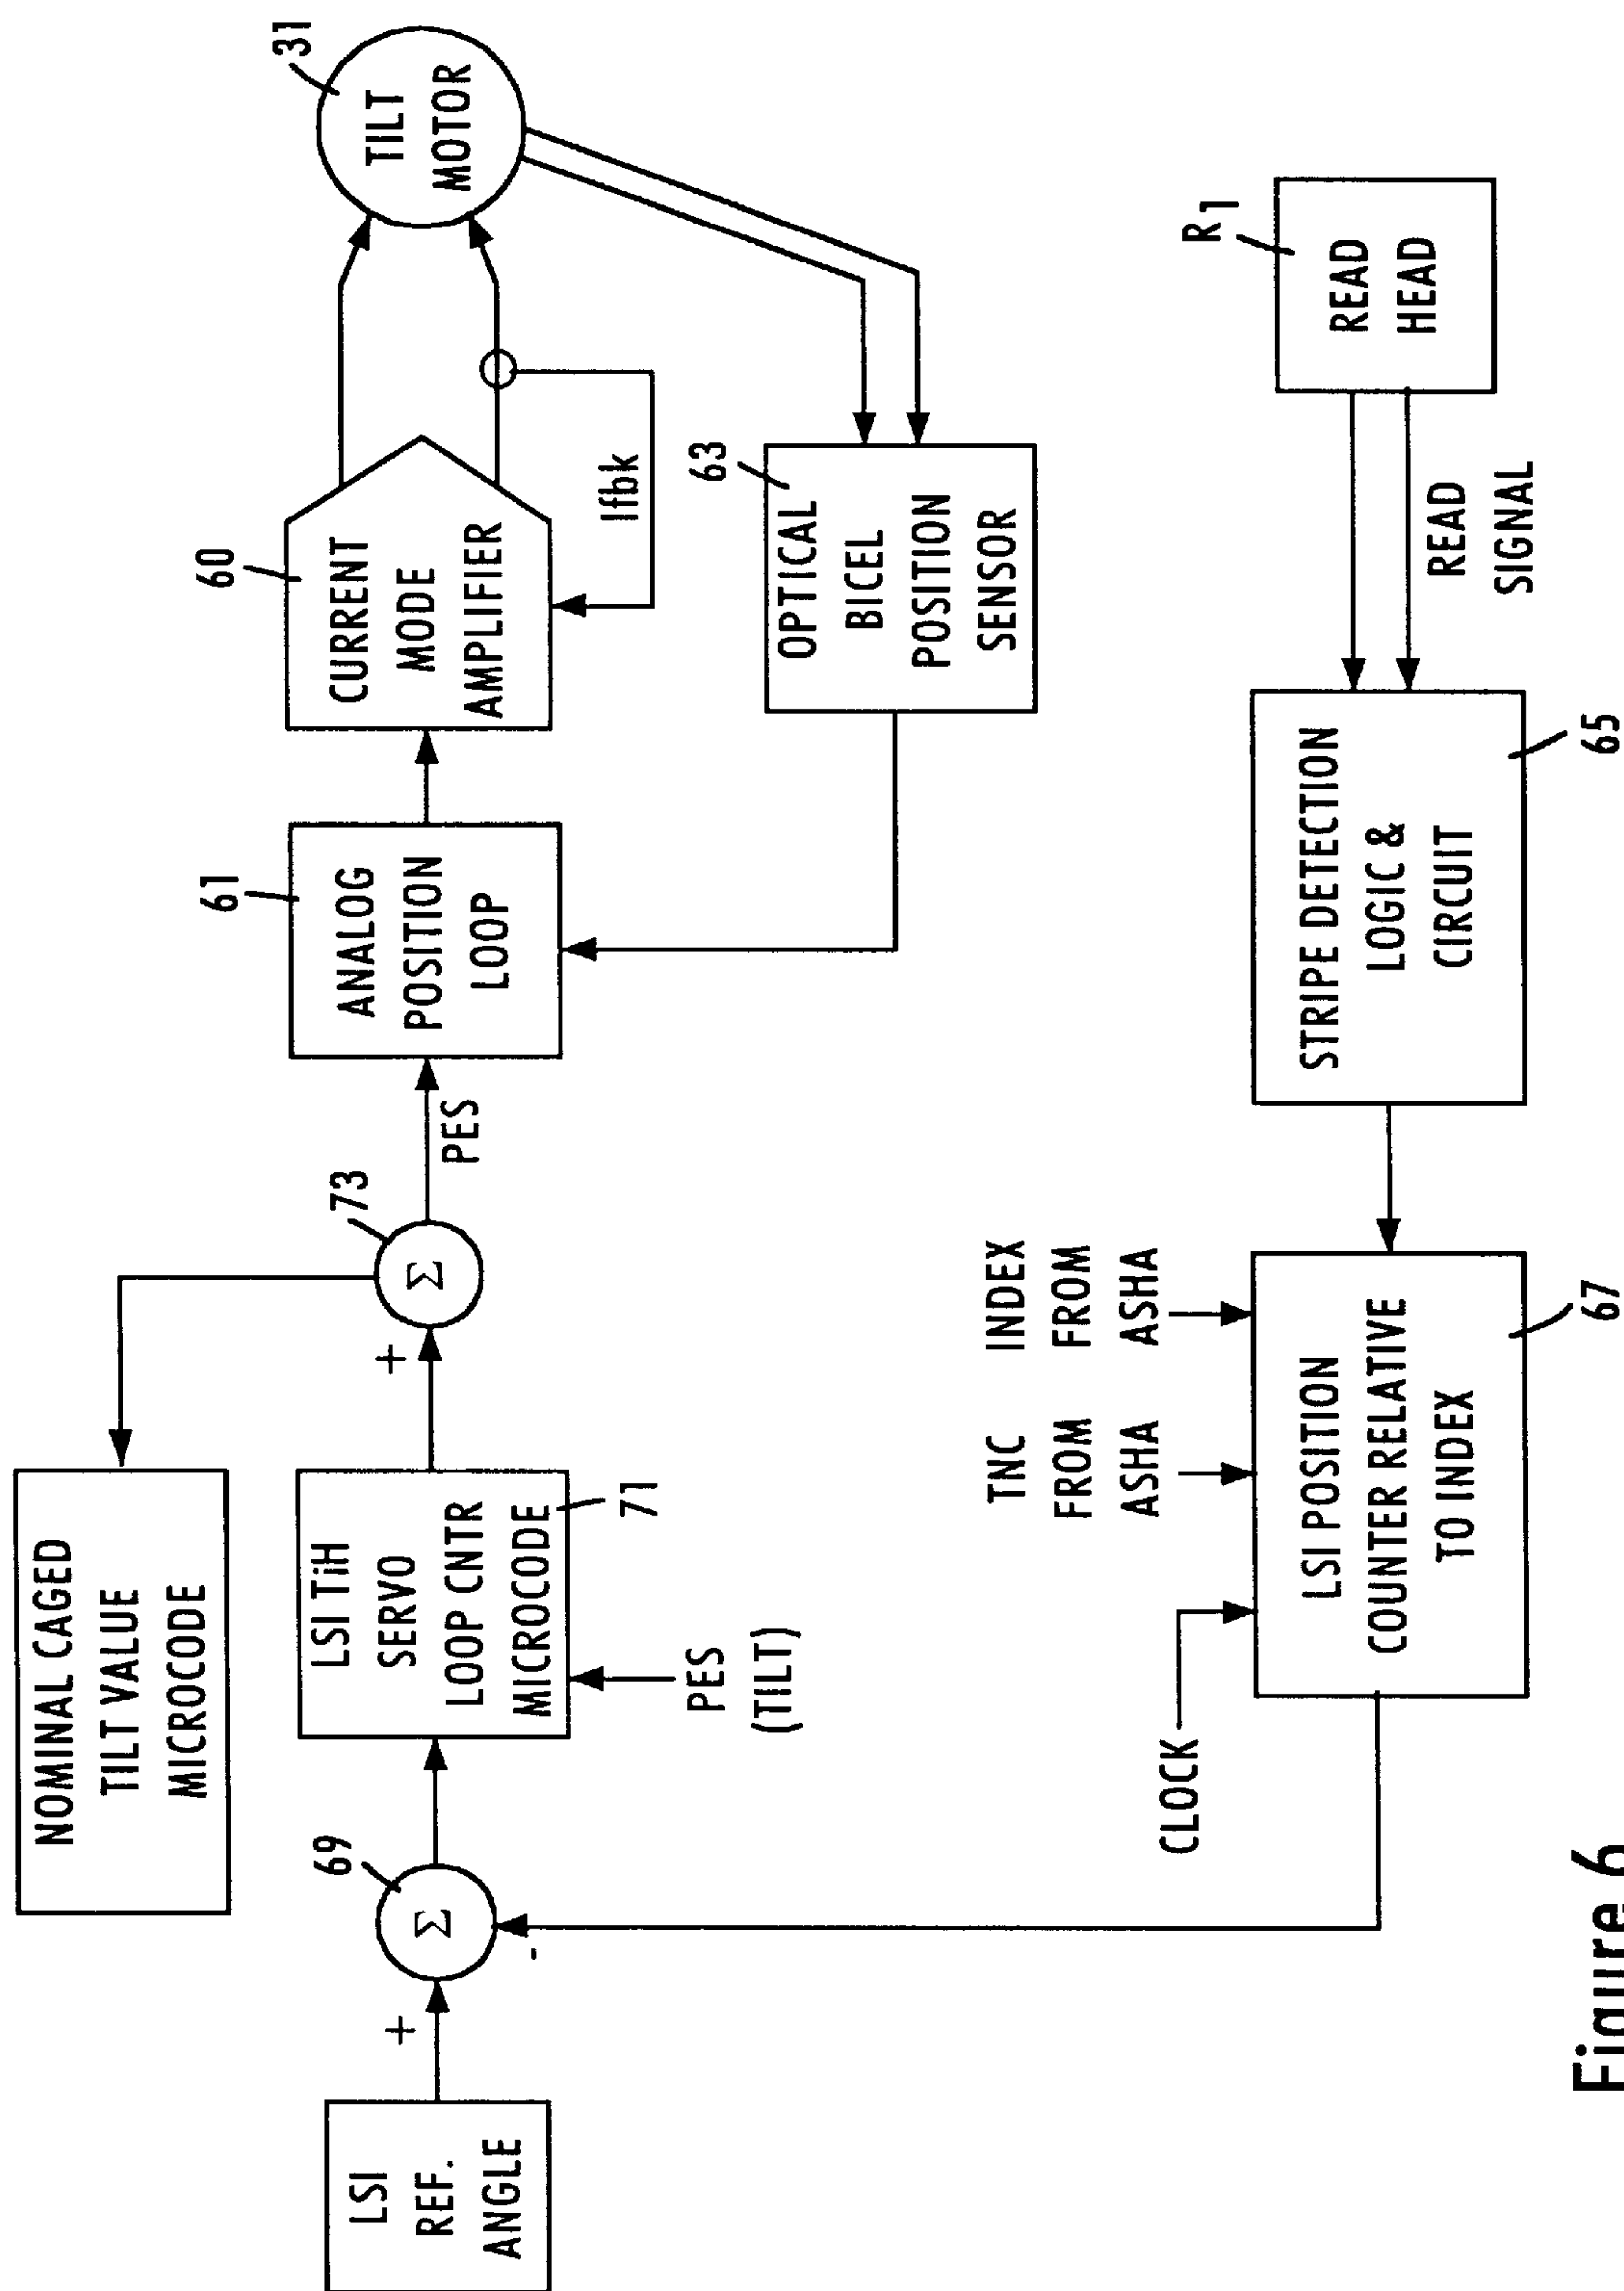 NOMINAL CAGED
TILT VALUE
MICROCODE
LSI
REF.
ANGLE
+
69
Σ
-
LSI TiH
SERVO
LOOP CNTR
MICROCODE
71
PES
(TILT)
+
73
Σ
PES
61
ANALOG
POSITION
LOOP
60
CURRENT
MODE
AMPLIFIER
Ifbk
31
TILT
MOTOR
63
OPTICAL
BICEL
POSITION
SENSOR
CLOCK
TNC
FROM
ASHA
INDEX
FROM
ASHA
LSI POSITION
COUNTER RELATIVE
TO INDEX
67
STRIPE DETECTION
LOGIC &
CIRCUIT
65
READ
SIGNAL
R1
READ
HEAD
Figure 6